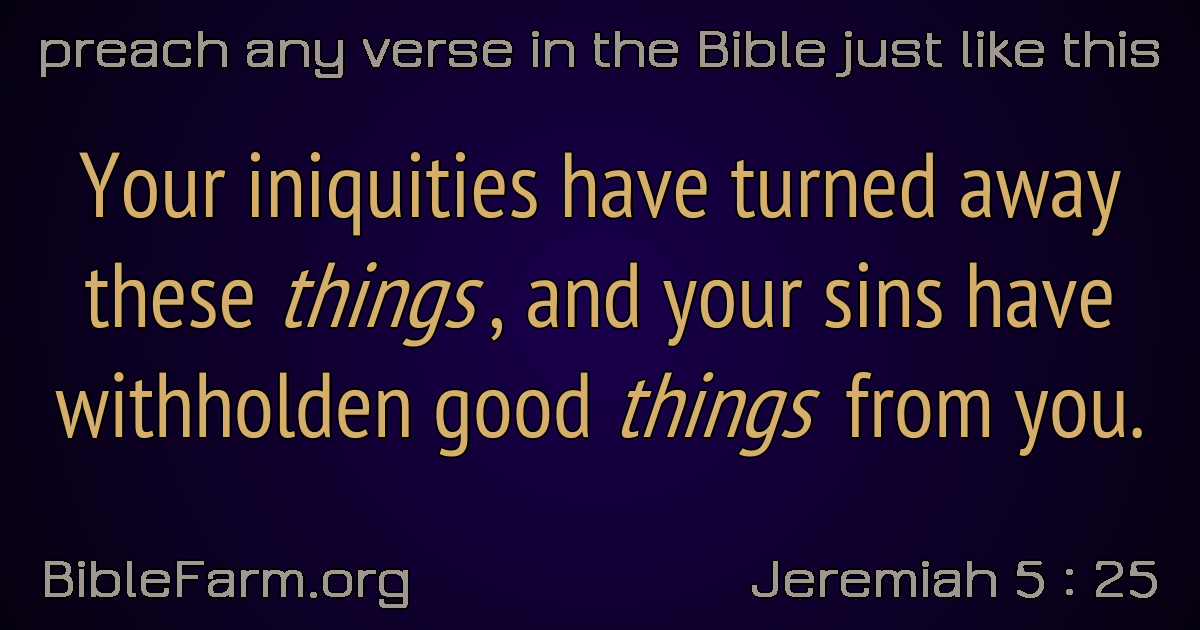 preach any verse in the Bible just like this
Your iniquities have turned away
these things, and your sins have
withholden good things from you.
BibleFarm.org
Jeremiah 5 : 25